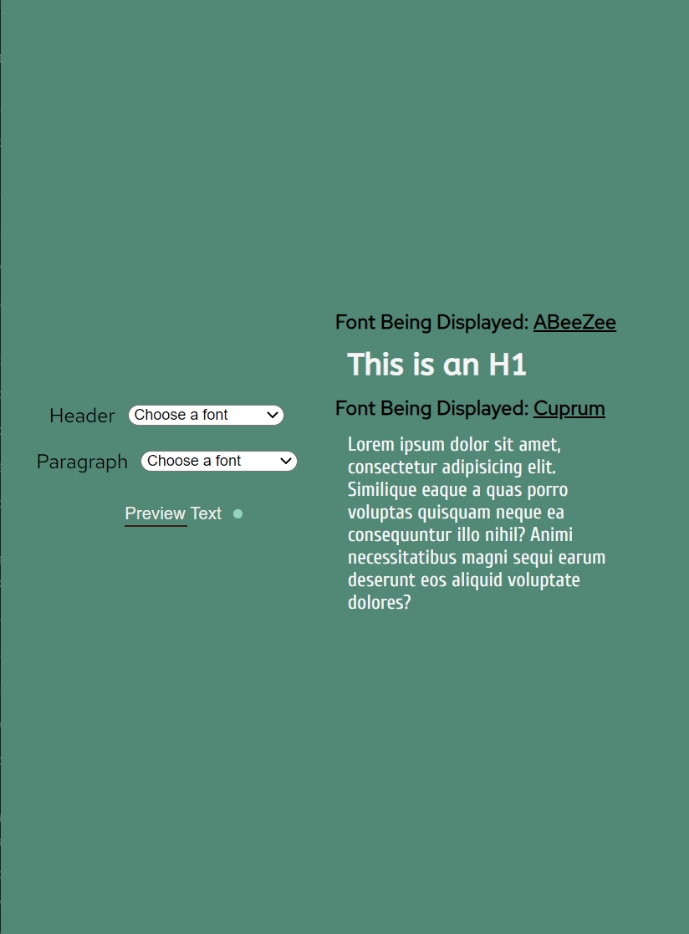 Header Choose a font
Paragraph Choose a font
Preview Text
Font Being Displayed: ABeeZee
This is an H1
Font Being Displayed: Cuprum
Lorem ipsum dolor sit amet,
consectetur adipisicing elit.
Similique eaque a quas porro
voluptas quisquam neque ea
consequuntur illo nihil? Animi
necessitatibus magni sequi earum
deserunt eos aliquid voluptate
dolores?